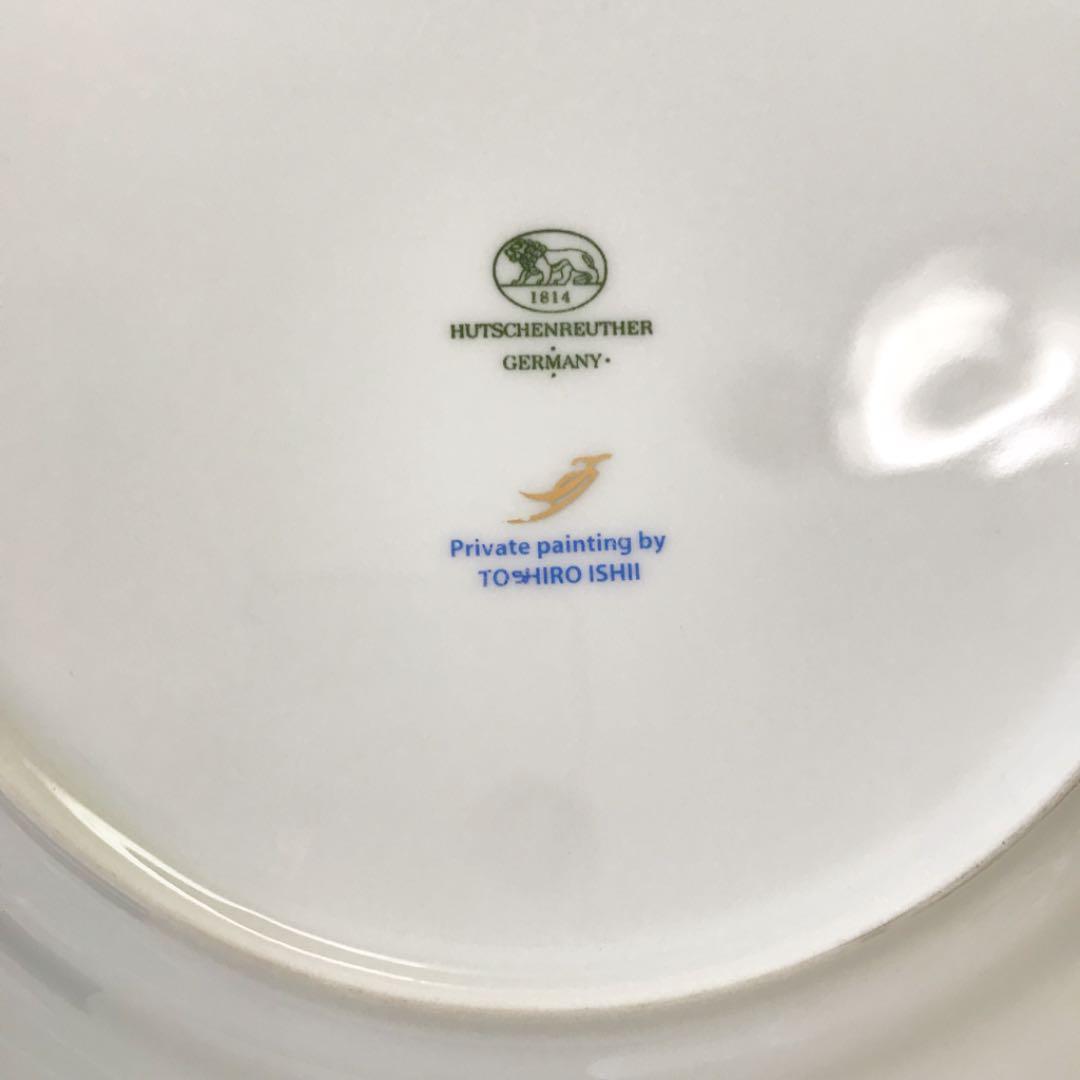 1814
HUTSCHENREUTHER
GERMANY
Private painting by
TOSHIRO ISHII